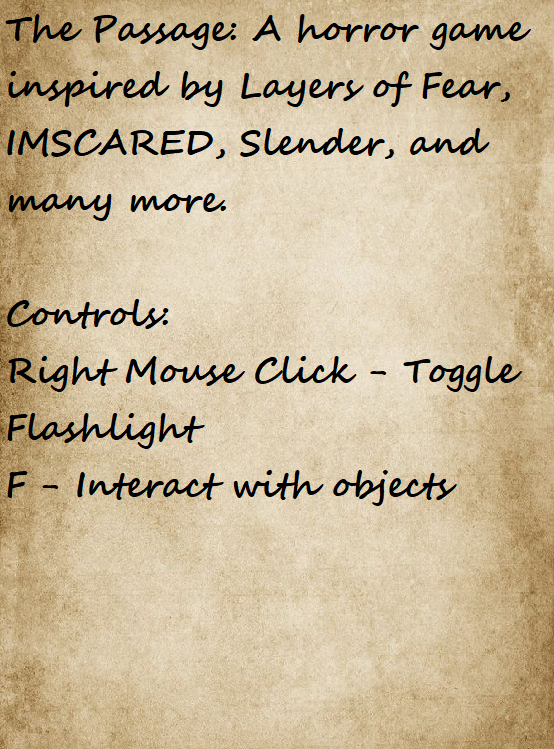 The Passage: A horror game
inspired by Layers of Fear,
IMSCARED, Slender, and
many more.
Controls:
Right Mouse Click - Toggle
Flashlight
F - Interact with objects